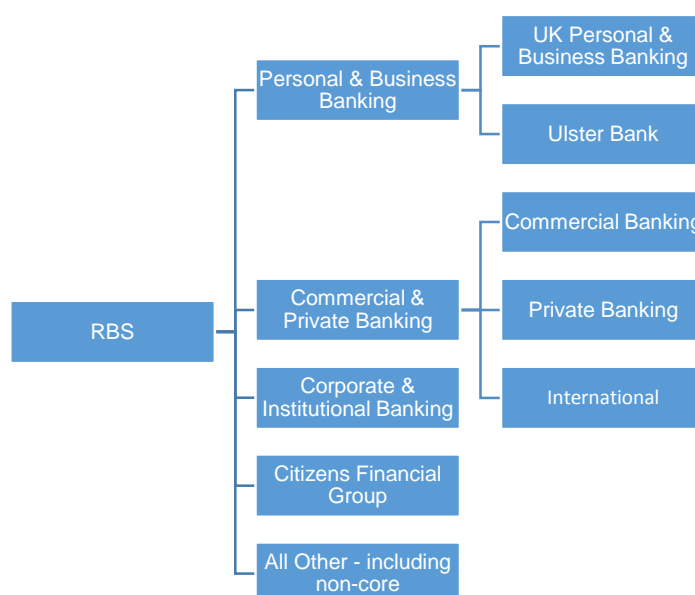 RBS
Personal & Business
Banking
UK Personal &
Business Banking
Ulster Bank
Commercial &
Private Banking
Commercial Banking
Private Banking
International
Corporate &
Institutional Banking
Citizens Financial
Group
All Other - including
non-core